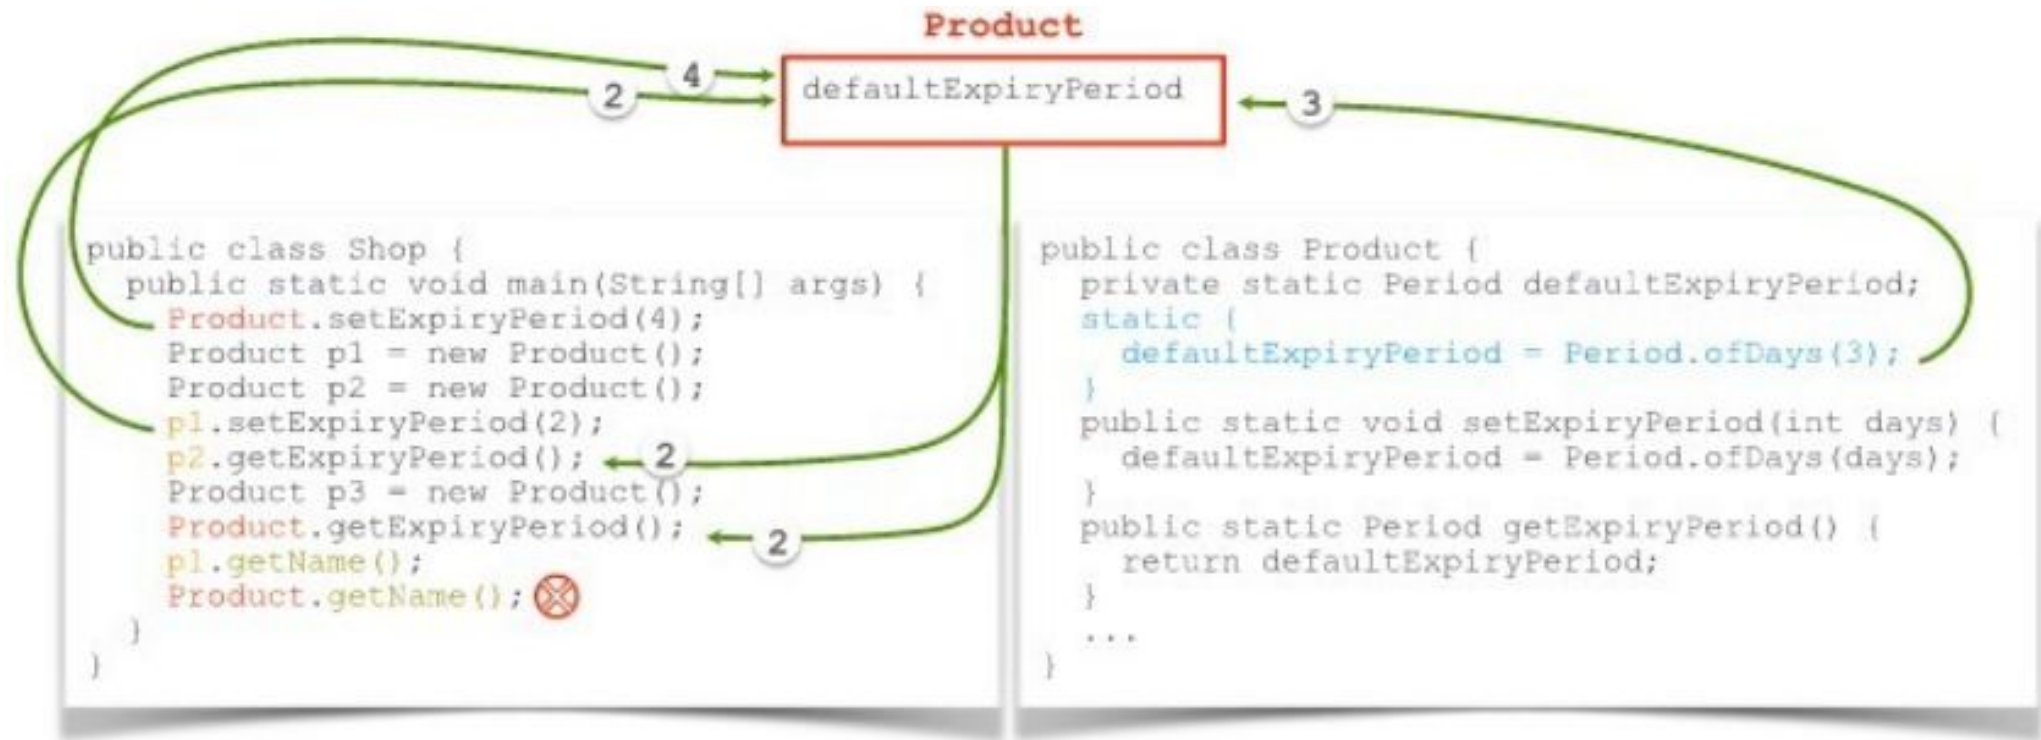 Product
4
2
defaultExpiryPeriod
3
public class Shop {
public static void main(String[] args) {
Product.setExpiryPeriod(4);
Product p1 = new Product();
Product p2 = new Product();
p1.setExpiryPeriod(2);
p2.getExpiryPeriod(); 2
Product p3 = new Product();
Product.getExpiryPeriod(); 2
p1.getName();
Product.getName();
}
}
public class Product {
private static Period defaultExpiryPeriod;
static {
defaultExpiryPeriod = Period.ofDays(3);
}
public static void setExpiryPeriod(int days) {
defaultExpiryPeriod = Period.ofDays(days);
}
public static Period getExpiryPeriod() {
return defaultExpiryPeriod;
}
...
}